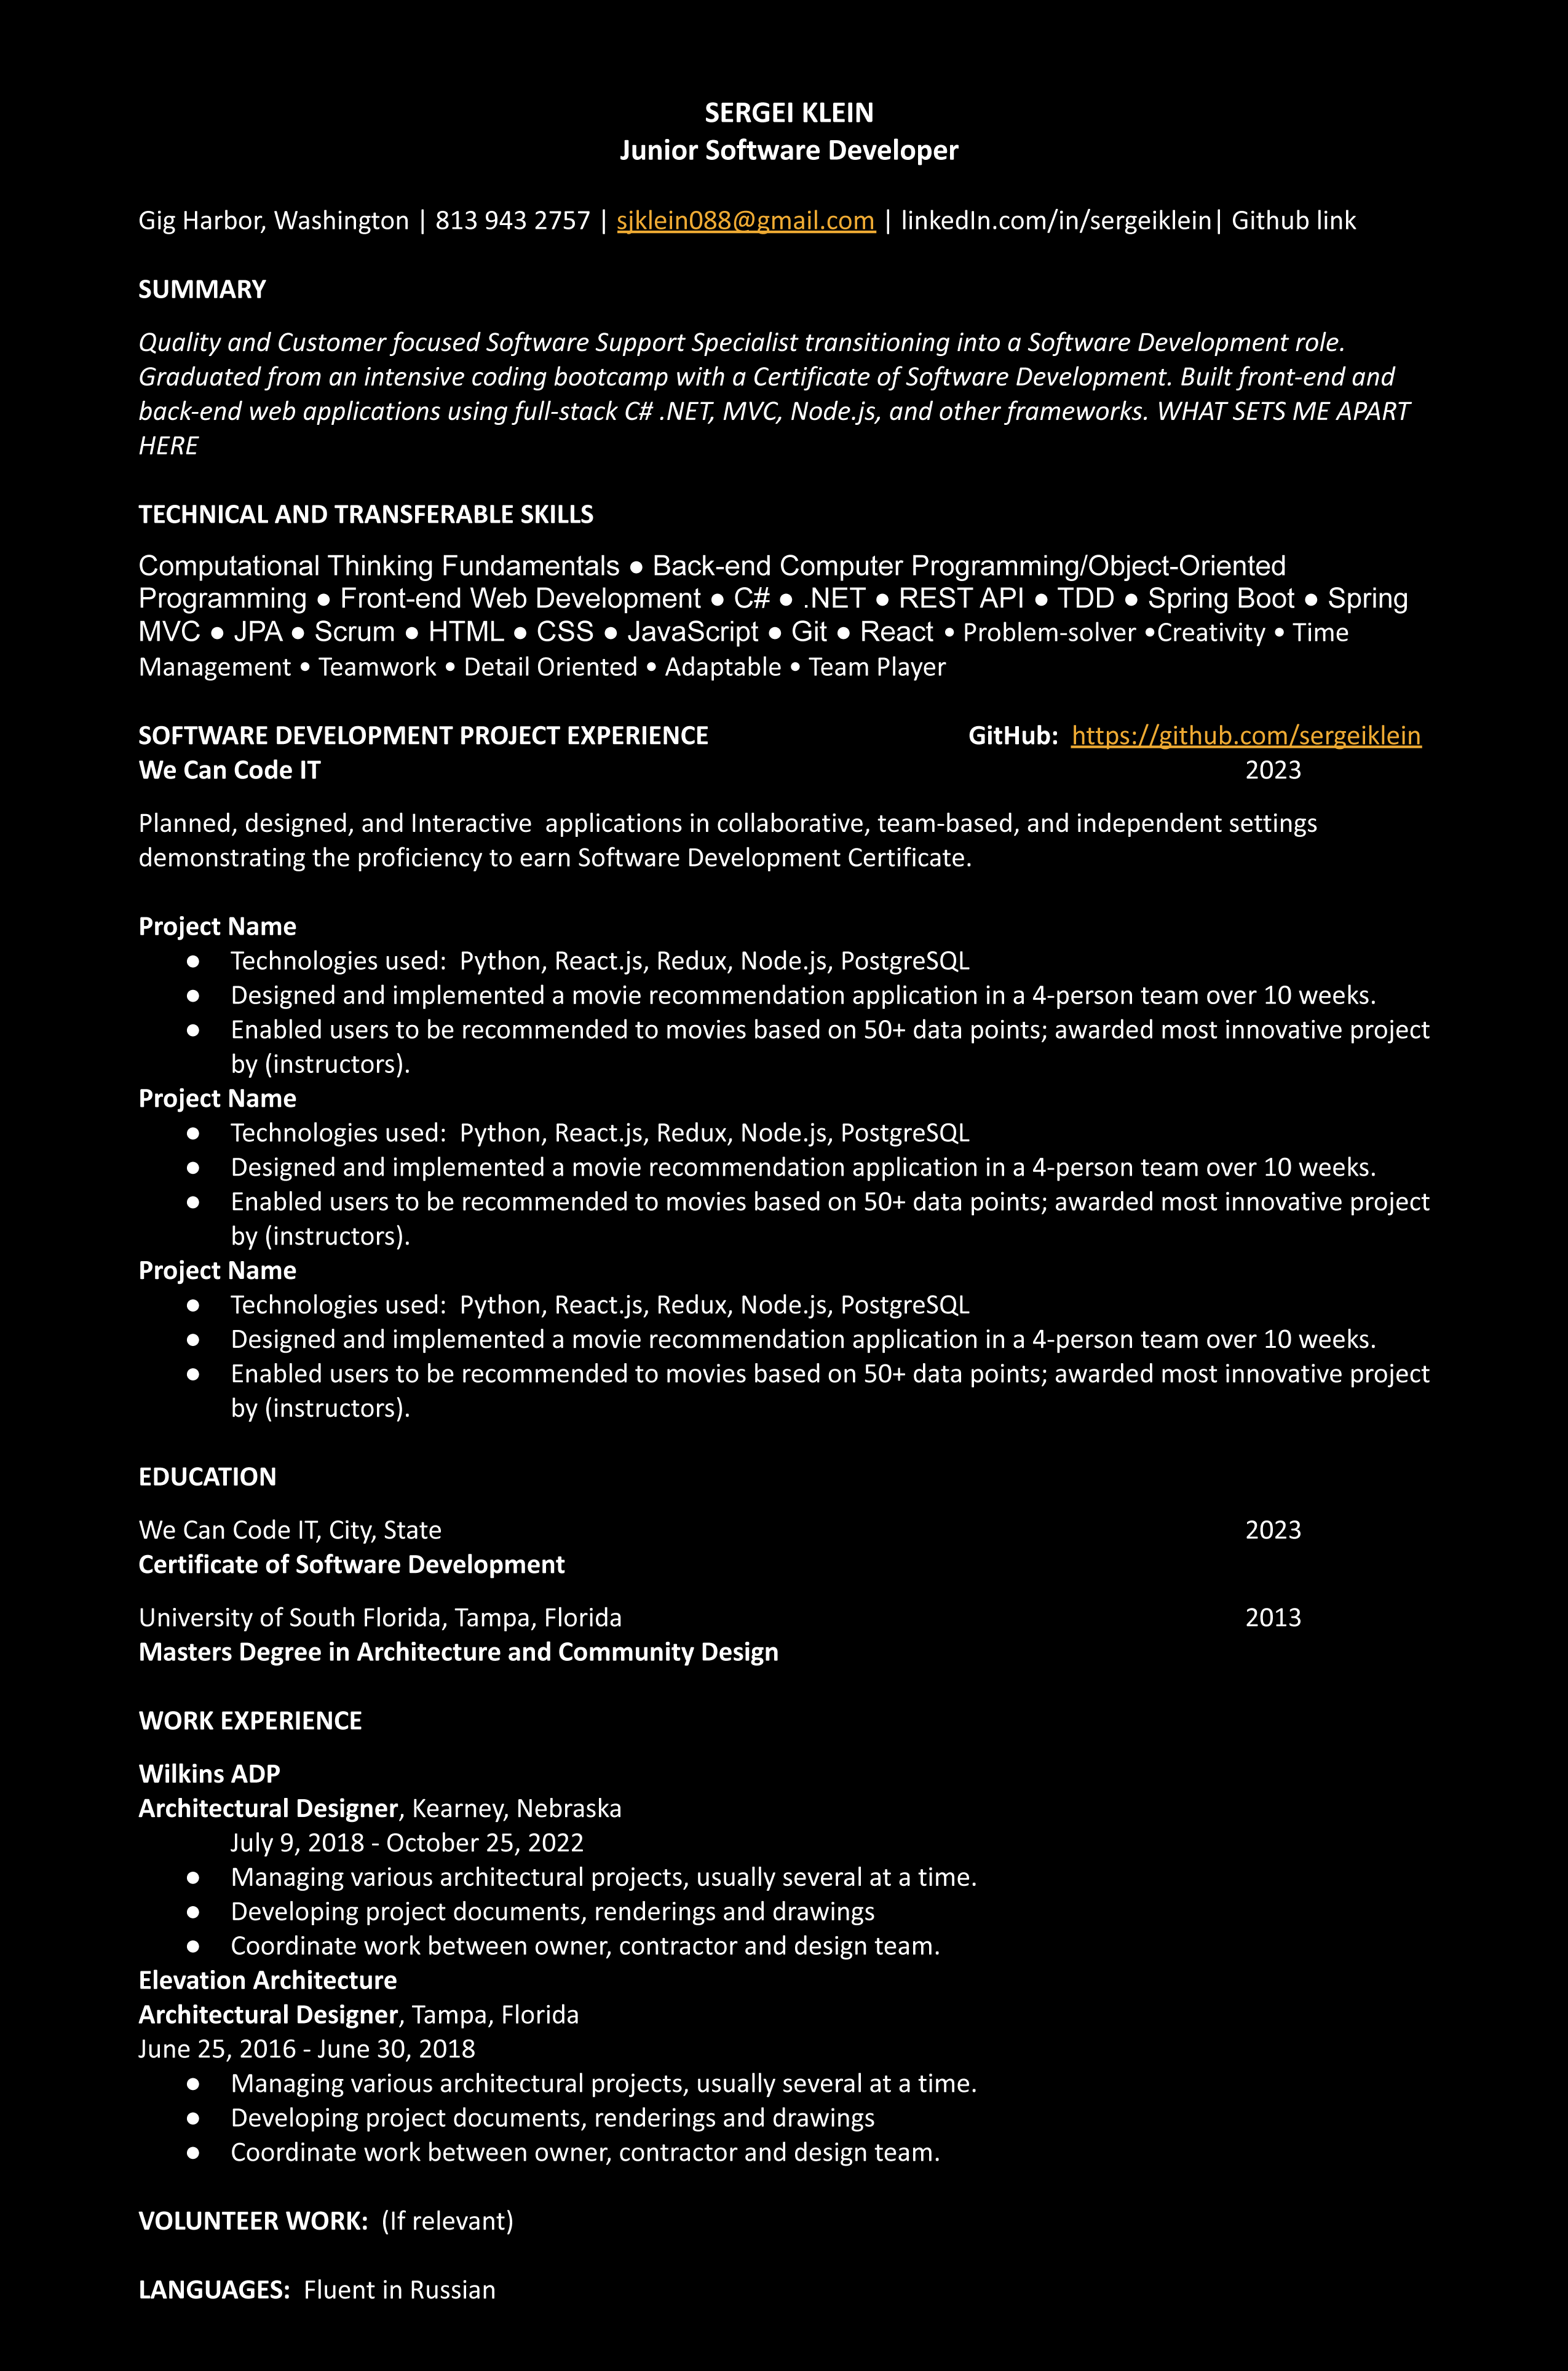 SERGEI KLEIN
Junior Software Developer
Gig Harbor, Washington | 813 943 2757 | sjklein088@gmail.com | linkedIn.com/in/sergeiklein| Github link
SUMMARY
Quality and Customer focused Software Support Specialist transitioning into a Software Development role.
Graduated from an intensive coding bootcamp with a Certificate of Software Development. Built front-end and
back-end web applications using full-stack C# .NET, MVC, Node.js, and other frameworks. WHAT SETS ME APART
HERE
TECHNICAL AND TRANSFERABLE SKILLS
Computational Thinking Fundamentals ● Back-end Computer Programming/Object-Oriented
Programming ● Front-end Web Development ● C# ● .NET ● REST API ● TDD ● Spring Boot ● Spring
MVC ● JPA ● Scrum ● HTML ● CSS ● JavaScript ● Git ● React • Problem-solver •Creativity • Time
Management • Teamwork • Detail Oriented • Adaptable • Team Player
SOFTWARE DEVELOPMENT PROJECT EXPERIENCE GitHub:  https://github.com/sergeiklein
We Can Code IT 2023
Planned, designed, and Interactive  applications in collaborative, team-based, and independent settings
demonstrating the proficiency to earn Software Development Certificate.
Project Name
● Technologies used:  Python, React.js, Redux, Node.js, PostgreSQL
● Designed and implemented a movie recommendation application in a 4-person team over 10 weeks.
● Enabled users to be recommended to movies based on 50+ data points; awarded most innovative project
by (instructors).
Project Name
● Technologies used:  Python, React.js, Redux, Node.js, PostgreSQL
● Designed and implemented a movie recommendation application in a 4-person team over 10 weeks.
● Enabled users to be recommended to movies based on 50+ data points; awarded most innovative project
by (instructors).
Project Name
● Technologies used:  Python, React.js, Redux, Node.js, PostgreSQL
● Designed and implemented a movie recommendation application in a 4-person team over 10 weeks.
● Enabled users to be recommended to movies based on 50+ data points; awarded most innovative project
by (instructors).
EDUCATION
We Can Code IT, City, State 2023
Certificate of Software Development
University of South Florida, Tampa, Florida 2013
Masters Degree in Architecture and Community Design
WORK EXPERIENCE
Wilkins ADP
Architectural Designer, Kearney, Nebraska
July 9, 2018 - October 25, 2022
● Managing various architectural projects, usually several at a time.
● Developing project documents, renderings and drawings
● Coordinate work between owner, contractor and design team.
Elevation Architecture
Architectural Designer, Tampa, Florida
June 25, 2016 - June 30, 2018
● Managing various architectural projects, usually several at a time.
● Developing project documents, renderings and drawings
● Coordinate work between owner, contractor and design team.
VOLUNTEER WORK:  (If relevant)
LANGUAGES:  Fluent in Russian